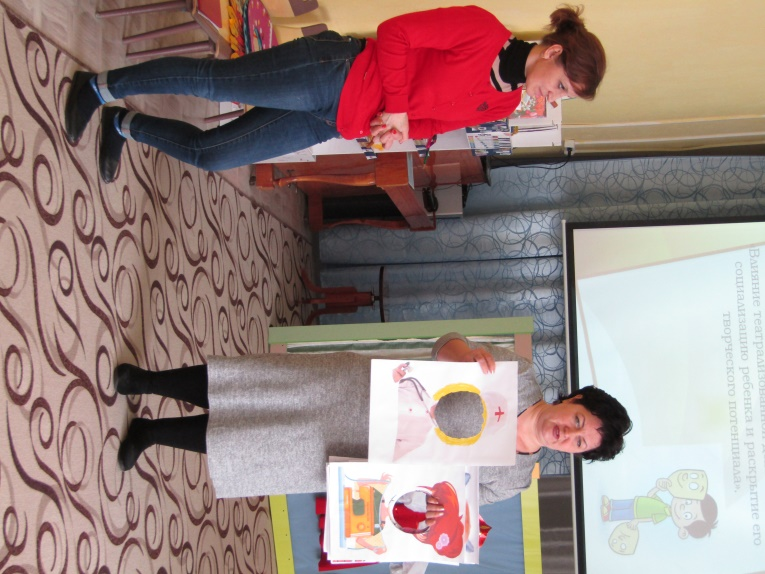 Влияние театрализованной
социализацию ребенка и раскрытие его
творческого потенциала».